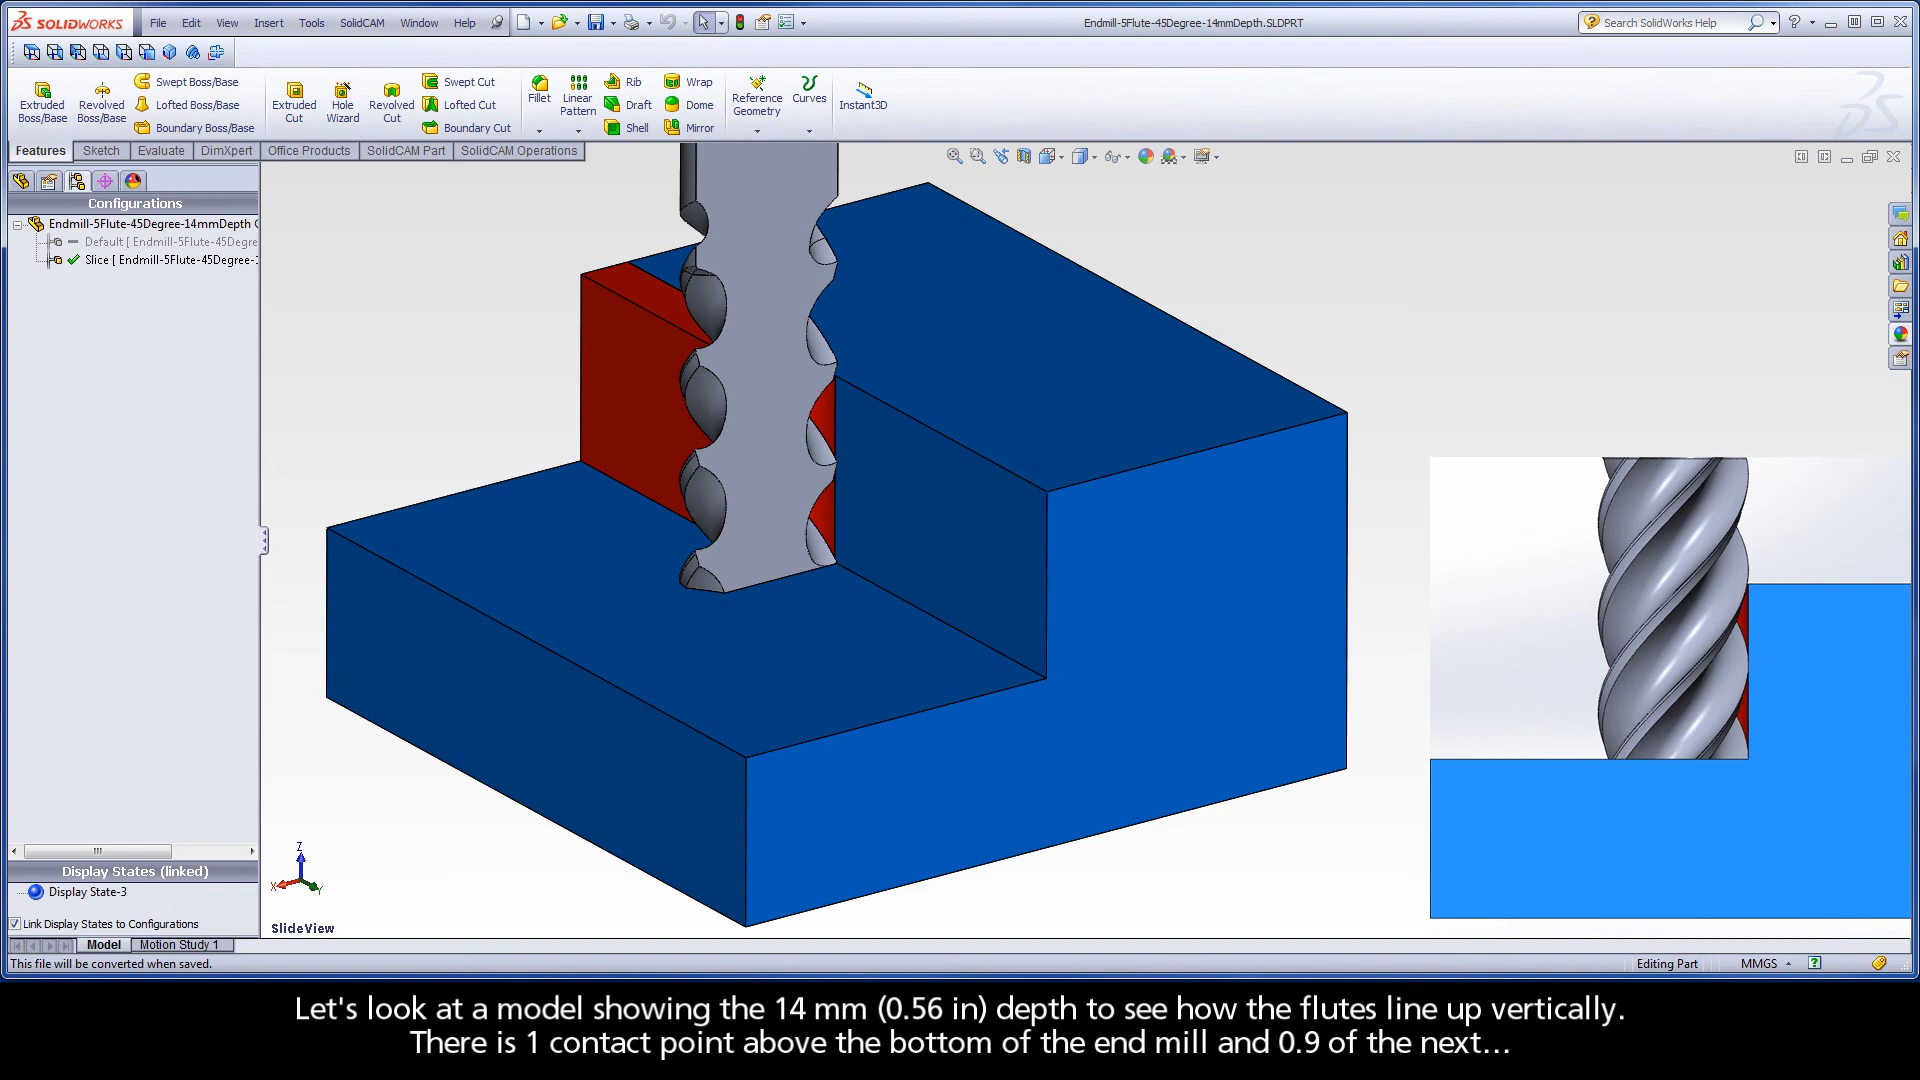 SOLIDWORKS
File Edit View Insert Tools SolidCAM Window Help
Endmill-5Flute-45Degree-14mmDepth.SLDPRT
Search SolidWorks Help
Extruded Boss/Base
Revolved Boss/Base
Swept Boss/Base
Lofted Boss/Base
Boundary Boss/Base
Extruded Cut
Hole Wizard
Revolved Cut
Swept Cut
Lofted Cut
Boundary Cut
Fillet
Linear Pattern
Rib
Draft
Shell
Wrap
Dome
Mirror
Reference Geometry
Curves
Instant3D
Features Sketch Evaluate DimXpert Office Products SolidCAM Part SolidCAM Operations
Configurations
Endmill-5Flute-45Degree-14mmDepth (
Default [ Endmill-5Flute-45Degre
Slice [ Endmill-5Flute-45Degree-
Display States (linked)
Display State-3
Link Display States to Configurations
Z
X
Y
SlideView
Model Motion Study 1
This file will be converted when saved.
Editing Part MMGS
Let's look at a model showing the 14 mm (0.56 in) depth to see how the flutes line up vertically.
There is 1 contact point above the bottom of the end mill and 0.9 of the next...